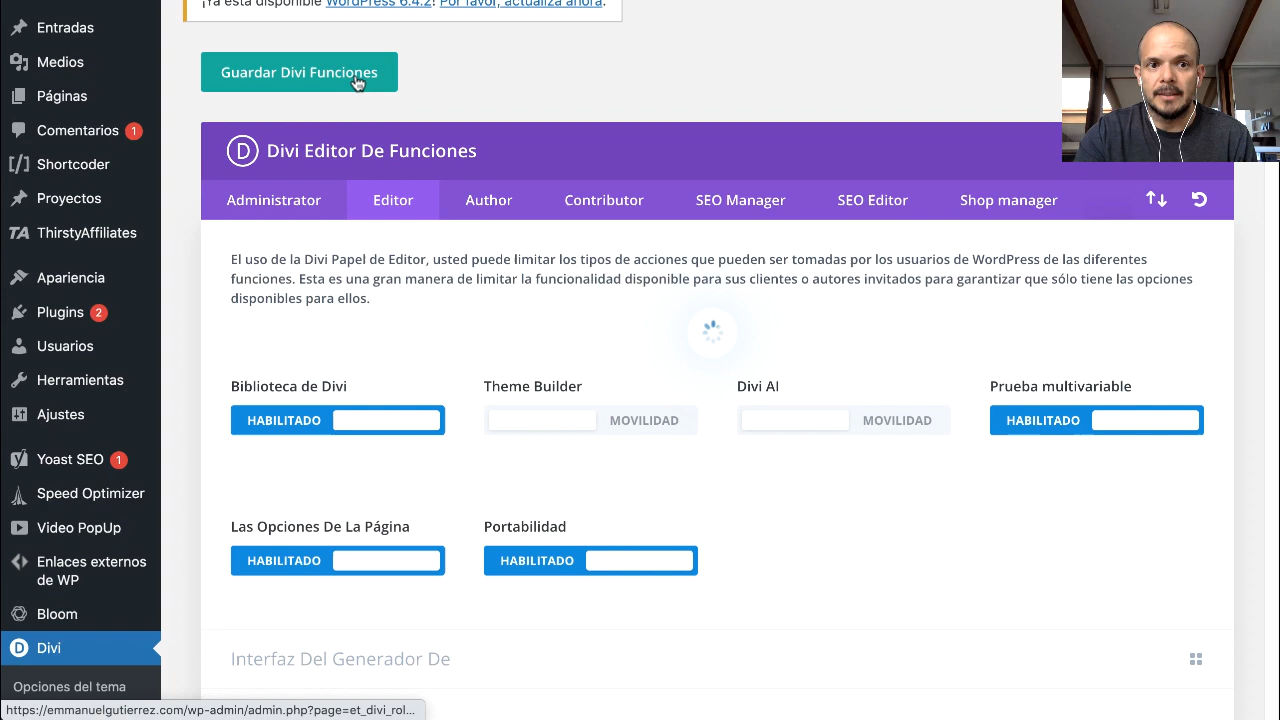 ¡Ya está disponible WordPress 6.4.2! Por favor, actualiza ahora.
Entradas
Medios
Páginas
Comentarios 1
Shortcoder
Proyectos
TA ThirstyAffiliates
Apariencia
Plugins 2
Usuarios
Herramientas
Ajustes
Yoast SEO 1
Speed Optimizer
Video PopUp
Enlaces externos
de WP
Bloom
D Divi
Opciones del tema
Guardar Divi Funciones
D Divi Editor De Funciones
Administrator Editor Author Contributor SEO Manager SEO Editor Shop manager
El uso de la Divi Papel de Editor, usted puede limitar los tipos de acciones que pueden ser tomadas por los usuarios de WordPress de las diferentes
funciones. Esta es una gran manera de limitar la funcionalidad disponible para sus clientes o autores invitados para garantizar que sólo tiene las opciones
disponibles para ellos.
Biblioteca de Divi Theme Builder Divi AI Prueba multivariable
HABILITADO MOVILIDAD MOVILIDAD HABILITADO
Las Opciones De La Página Portabilidad
HABILITADO HABILITADO
Interfaz Del Generador De
https://emmanuelgutierrez.com/wp-admin/admin.php?page=et_divi_rol...